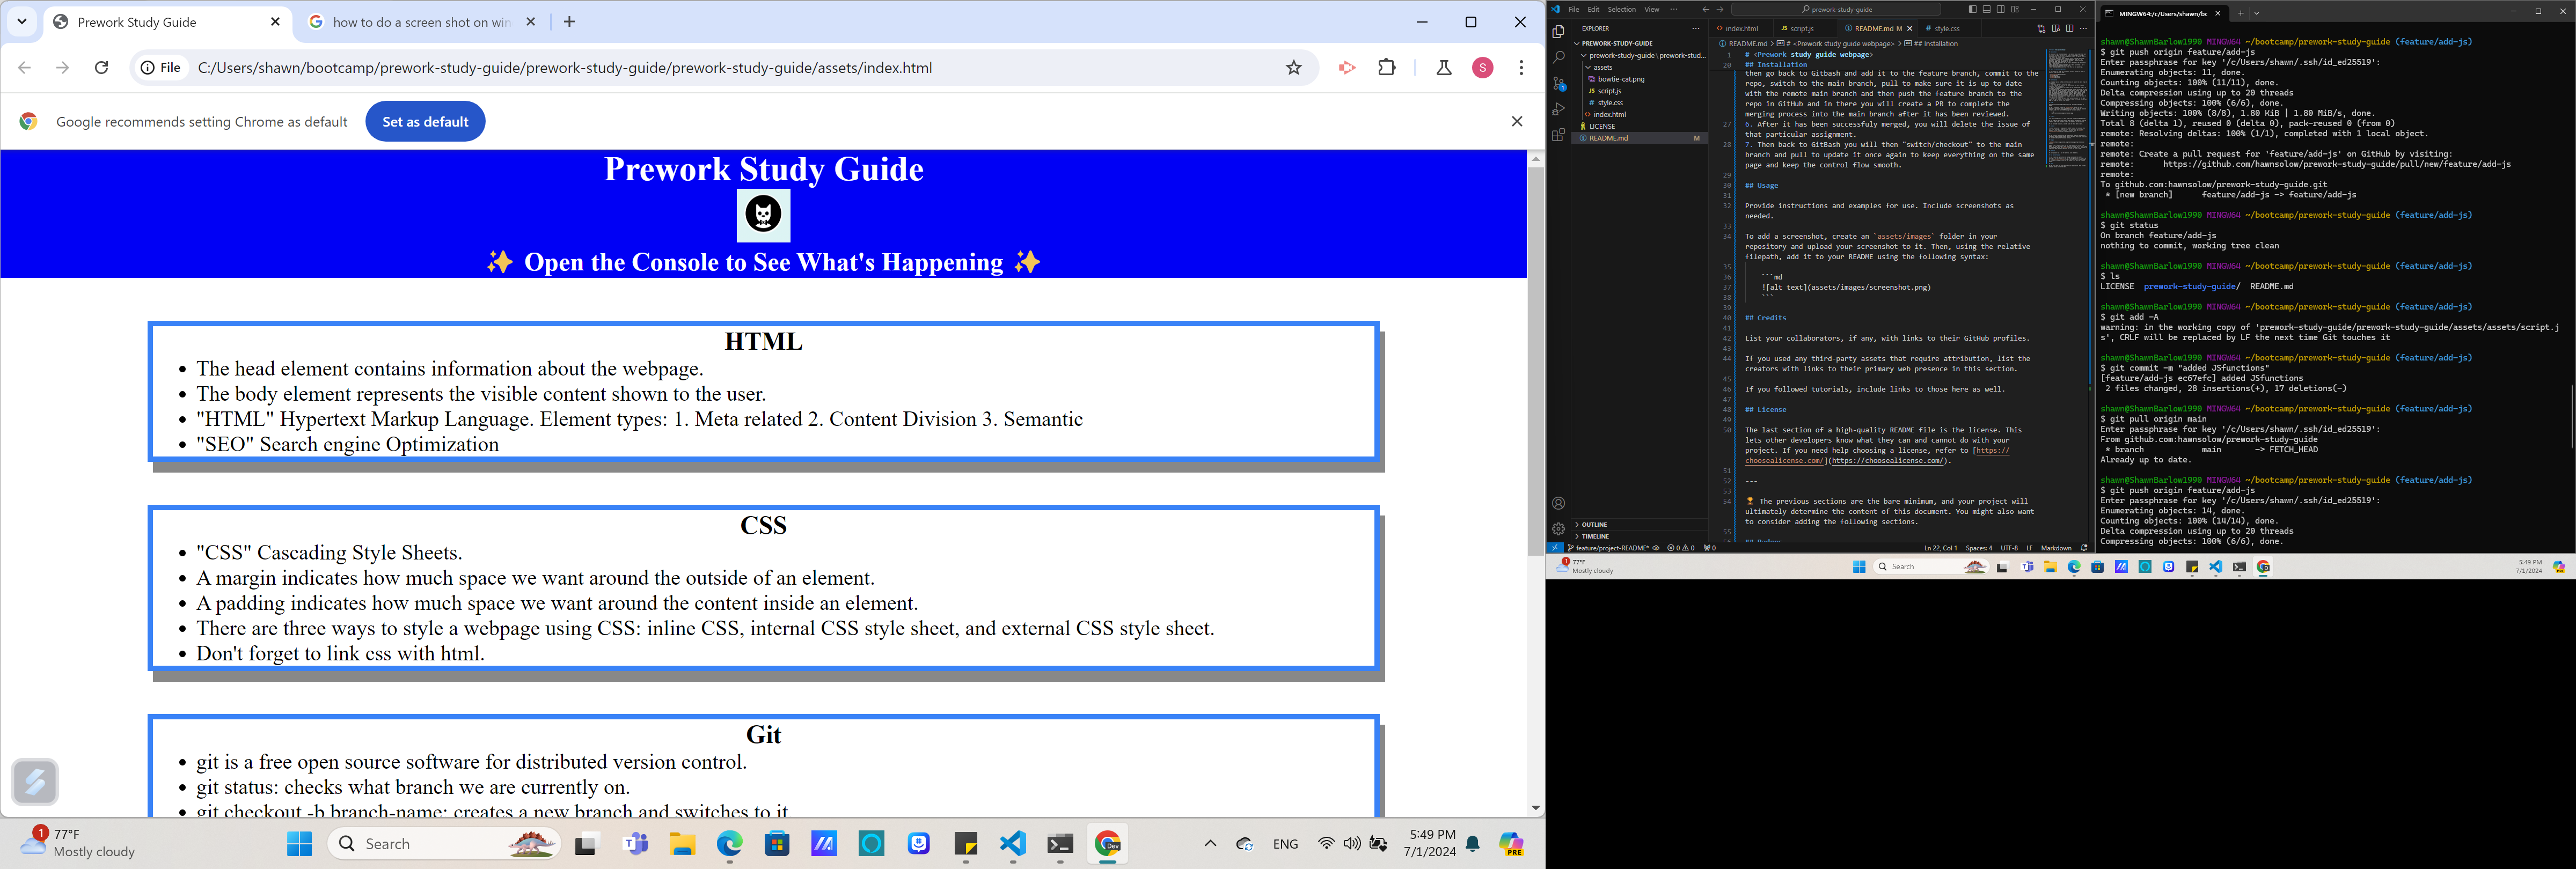 Prework Study Guide
how to do a screen shot on win
File
C:/Users/shawn/bootcamp/prework-study-guide/prework-study-guide/prework-study-guide/assets/index.html
S
Google recommends setting Chrome as default
Set as default
Prework Study Guide
✨ Open the Console to See What's Happening ✨
HTML
• The head element contains information about the webpage.
• The body element represents the visible content shown to the user.
• "HTML" Hypertext Markup Language. Element types: 1. Meta related 2. Content Division 3. Semantic
• "SEO" Search engine Optimization
CSS
• "CSS" Cascading Style Sheets.
• A margin indicates how much space we want around the outside of an element.
• A padding indicates how much space we want around the content inside an element.
• There are three ways to style a webpage using CSS: inline CSS, internal CSS style sheet, and external CSS style sheet.
• Don't forget to link css with html.
Git
• git is a free open source software for distributed version control.
• git status: checks what branch we are currently on.
• git checkout -b branch-name: creates a new branch and switches to it
1
77°F
Mostly cloudy
Search
Dev
ENG
5:49 PM
7/1/2024
PRE
File Edit Selection View ···
prework-study-guide
EXPLORER
PREWORK-STUDY-GUIDE
prework-study-guide\prework-stud...
assets
bowtie-cat.png
script.js
style.css
index.html
LICENSE
README.md M
OUTLINE
TIMELINE
index.html
script.js
README.md M
style.css
README.md > # <Prework study guide webpage> > ## Installation
1 # <Prework study guide webpage>
20 ## Installation
then go back to Gitbash and add it to the feature branch, commit to the
repo, switch to the main branch, pull to make sure it is up to date
with the remote main branch and then push the feature branch to the
repo in GitHub and in there you will create a PR to complete the
merging process into the main branch after it has been reviewed.
27 6. After it has been successfuly merged, you will delete the issue of
that particular assignment.
28 7. Then back to GitBash you will then "switch/checkout" to the main
branch and pull to update it once again to keep everything on the same
page and keep the control flow smooth.
29
30 ## Usage
31
32 Provide instructions and examples for use. Include screenshots as
needed.
33
34 To add a screenshot, create an `assets/images` folder in your
repository and upload your screenshot to it. Then, using the relative
filepath, add it to your README using the following syntax:
35
36 ```md
37 ![alt text](assets/images/screenshot.png)
38 ```
39
40 ## Credits
41
42 List your collaborators, if any, with links to their GitHub profiles.
43
44 If you used any third-party assets that require attribution, list the
creators with links to their primary web presence in this section.
45
46 If you followed tutorials, include links to those here as well.
47
48 ## License
49
50 The last section of a high-quality README file is the license. This
lets other developers know what they can and cannot do with your
project. If you need help choosing a license, refer to [https://
choosealicense.com/](https://choosealicense.com/).
51
52 ---
53
54 🏆 The previous sections are the bare minimum, and your project will
ultimately determine the content of this document. You might also want
to consider adding the following sections.
55
feature/project-README* 0 0 0
Ln 22, Col 1 Spaces: 4 UTF-8 LF Markdown
MINGW64:/c/Users/shawn/bc
shawn@ShawnBarlow1990 MINGW64 ~/bootcamp/prework-study-guide (feature/add-js)
$ git push origin feature/add-js
Enter passphrase for key '/c/Users/shawn/.ssh/id_ed25519':
Enumerating objects: 11, done.
Counting objects: 100% (11/11), done.
Delta compression using up to 20 threads
Compressing objects: 100% (6/6), done.
Writing objects: 100% (8/8), 1.80 KiB | 1.80 MiB/s, done.
Total 8 (delta 1), reused 0 (delta 0), pack-reused 0 (from 0)
remote: Resolving deltas: 100% (1/1), completed with 1 local object.
remote:
remote: Create a pull request for 'feature/add-js' on GitHub by visiting:
remote: https://github.com/hawnsolow/prework-study-guide/pull/new/feature/add-js
remote:
To github.com:hawnsolow/prework-study-guide.git
* [new branch] feature/add-js -> feature/add-js
shawn@ShawnBarlow1990 MINGW64 ~/bootcamp/prework-study-guide (feature/add-js)
$ git status
On branch feature/add-js
nothing to commit, working tree clean
shawn@ShawnBarlow1990 MINGW64 ~/bootcamp/prework-study-guide (feature/add-js)
$ ls
LICENSE prework-study-guide/ README.md
shawn@ShawnBarlow1990 MINGW64 ~/bootcamp/prework-study-guide (feature/add-js)
$ git add -A
warning: in the working copy of 'prework-study-guide/prework-study-guide/assets/assets/script.j
s', CRLF will be replaced by LF the next time Git touches it
shawn@ShawnBarlow1990 MINGW64 ~/bootcamp/prework-study-guide (feature/add-js)
$ git commit -m "added JSfunctions"
[feature/add-js ec67efc] added JSfunctions
2 files changed, 28 insertions(+), 17 deletions(-)
shawn@ShawnBarlow1990 MINGW64 ~/bootcamp/prework-study-guide (feature/add-js)
$ git pull origin main
Enter passphrase for key '/c/Users/shawn/.ssh/id_ed25519':
From github.com:hawnsolow/prework-study-guide
* branch main -> FETCH_HEAD
Already up to date.
shawn@ShawnBarlow1990 MINGW64 ~/bootcamp/prework-study-guide (feature/add-js)
$ git push origin feature/add-js
Enter passphrase for key '/c/Users/shawn/.ssh/id_ed25519':
Enumerating objects: 14, done.
Counting objects: 100% (14/14), done.
Delta compression using up to 20 threads
Compressing objects: 100% (6/6), done.
77°F
Mostly cloudy
Search
5:49 PM
7/1/2024